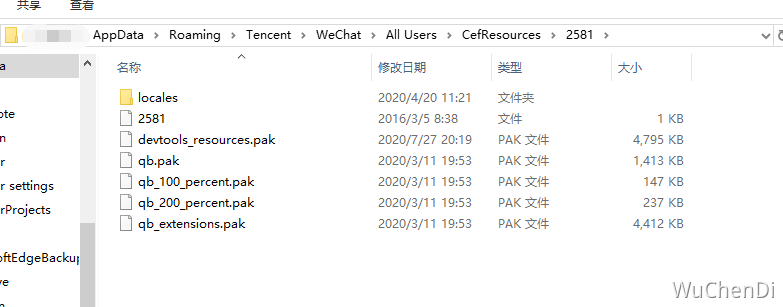 共享 查看
AppData > Roaming > Tencent > WeChat > All Users > CefResources > 2581 >
名称 修改日期 类型 大小
locales 2020/4/20 11:21 文件夹
2581 2016/3/5 8:38 文件 1 KB
devtools_resources.pak 2020/7/27 20:19 PAK 文件 4,795 KB
qb.pak 2020/3/11 19:53 PAK 文件 1,413 KB
qb_100_percent.pak 2020/3/11 19:53 PAK 文件 147 KB
qb_200_percent.pak 2020/3/11 19:53 PAK 文件 237 KB
qb_extensions.pak 2020/3/11 19:53 PAK 文件 4,412 KB
a
ote
n
r
r settings
rProjects
oftEdgeBackup
ve
n
WuChenDi